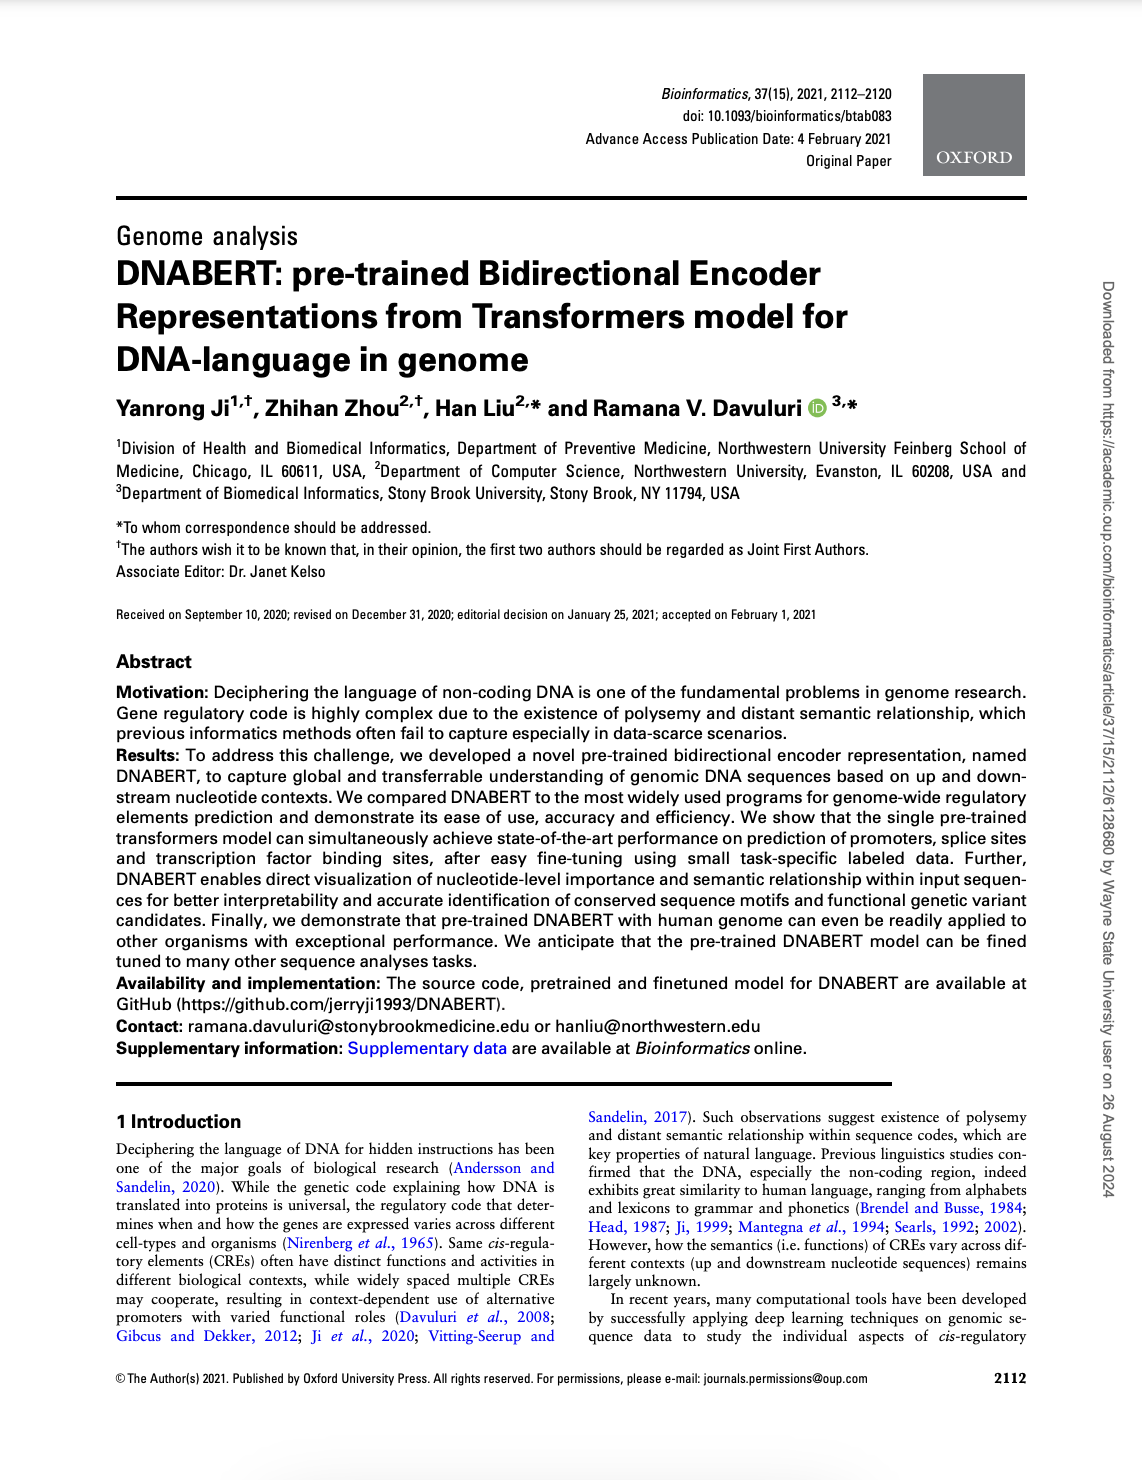 Bioinformatics, 37(15), 2021, 2112–2120
doi: 10.1093/bioinformatics/btab083
Advance Access Publication Date: 4 February 2021
Original Paper
OXFORD
Genome analysis
DNABERT: pre-trained Bidirectional Encoder
Representations from Transformers model for
DNA-language in genome
Yanrong Ji1,†, Zhihan Zhou2,†, Han Liu2,* and Ramana V. Davuluri iD 3,*
1Division of Health and Biomedical Informatics, Department of Preventive Medicine, Northwestern University Feinberg School of
Medicine, Chicago, IL 60611, USA, 2Department of Computer Science, Northwestern University, Evanston, IL 60208, USA and
3Department of Biomedical Informatics, Stony Brook University, Stony Brook, NY 11794, USA
*To whom correspondence should be addressed.
†The authors wish it to be known that, in their opinion, the first two authors should be regarded as Joint First Authors.
Associate Editor: Dr. Janet Kelso
Received on September 10, 2020; revised on December 31, 2020; editorial decision on January 25, 2021; accepted on February 1, 2021
Abstract
Motivation: Deciphering the language of non-coding DNA is one of the fundamental problems in genome research.
Gene regulatory code is highly complex due to the existence of polysemy and distant semantic relationship, which
previous informatics methods often fail to capture especially in data-scarce scenarios.
Results: To address this challenge, we developed a novel pre-trained bidirectional encoder representation, named
DNABERT, to capture global and transferrable understanding of genomic DNA sequences based on up and down-
stream nucleotide contexts. We compared DNABERT to the most widely used programs for genome-wide regulatory
elements prediction and demonstrate its ease of use, accuracy and efficiency. We show that the single pre-trained
transformers model can simultaneously achieve state-of-the-art performance on prediction of promoters, splice sites
and transcription factor binding sites, after easy fine-tuning using small task-specific labeled data. Further,
DNABERT enables direct visualization of nucleotide-level importance and semantic relationship within input sequen-
ces for better interpretability and accurate identification of conserved sequence motifs and functional genetic variant
candidates. Finally, we demonstrate that pre-trained DNABERT with human genome can even be readily applied to
other organisms with exceptional performance. We anticipate that the pre-trained DNABERT model can be fined
tuned to many other sequence analyses tasks.
Availability and implementation: The source code, pretrained and finetuned model for DNABERT are available at
GitHub (https://github.com/jerryji1993/DNABERT).
Contact: ramana.davuluri@stonybrookmedicine.edu or hanliu@northwestern.edu
Supplementary information: Supplementary data are available at Bioinformatics online.
1 Introduction
Deciphering the language of DNA for hidden instructions has been
one of the major goals of biological research (Andersson and
Sandelin, 2020). While the genetic code explaining how DNA is
translated into proteins is universal, the regulatory code that deter-
mines when and how the genes are expressed varies across different
cell-types and organisms (Nirenberg et al., 1965). Same cis-regula-
tory elements (CREs) often have distinct functions and activities in
different biological contexts, while widely spaced multiple CREs
may cooperate, resulting in context-dependent use of alternative
promoters with varied functional roles (Davuluri et al., 2008;
Gibcus and Dekker, 2012; Ji et al., 2020; Vitting-Seerup and
Sandelin, 2017). Such observations suggest existence of polysemy
and distant semantic relationship within sequence codes, which are
key properties of natural language. Previous linguistics studies con-
firmed that the DNA, especially the non-coding region, indeed
exhibits great similarity to human language, ranging from alphabets
and lexicons to grammar and phonetics (Brendel and Busse, 1984;
Head, 1987; Ji, 1999; Mantegna et al., 1994; Searls, 1992; 2002).
However, how the semantics (i.e. functions) of CREs vary across dif-
ferent contexts (up and downstream nucleotide sequences) remains
largely unknown.
In recent years, many computational tools have been developed
by successfully applying deep learning techniques on genomic se-
quence data to study the individual aspects of cis-regulatory
© The Author(s) 2021. Published by Oxford University Press. All rights reserved. For permissions, please e-mail: journals.permissions@oup.com
2112
Downloaded from https://academic.oup.com/bioinformatics/article/37/15/2112/6128680 by Wayne State University user on 26 August 2024